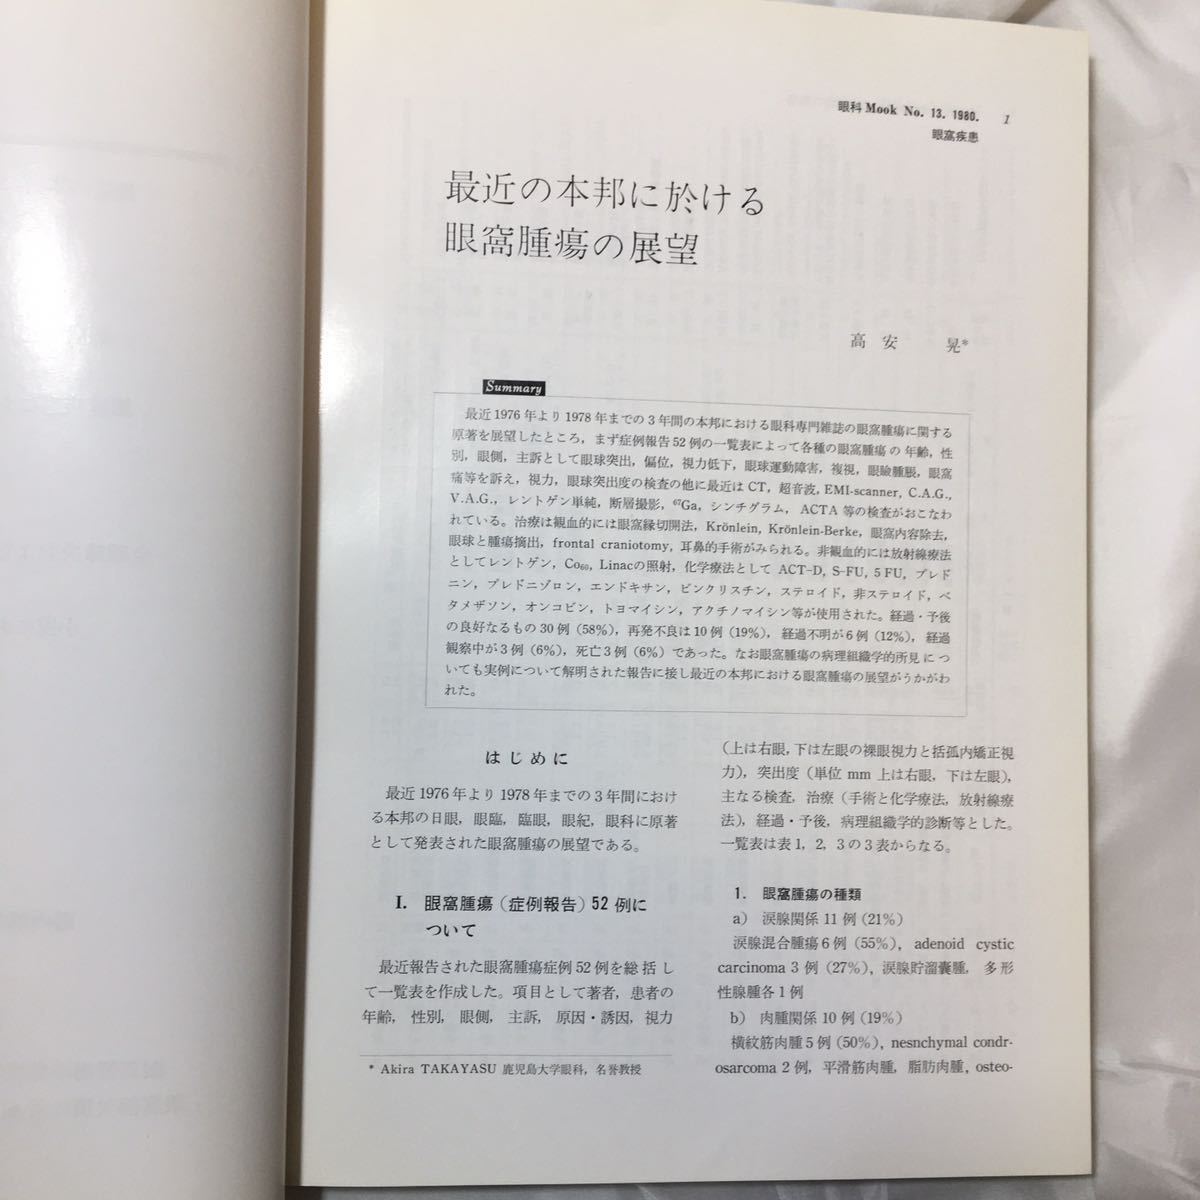 眼科 Mook No. 13. 1980. 1
眼窩疾患
最近の本邦に於ける
眼窩腫瘍の展望
高安 晃*
Summary
最近1976年より1978年までの3年間の本邦における眼科専門雑誌の眼窩腫瘍に関する
原著を展望したところ，まず症例報告52例の一覧表によって各種の眼窩腫瘍の年齢，性
別，眼側，主訴として眼球突出，偏位，視力低下，眼球運動障害，複視，眼瞼腫脹，眼窩
痛等を訴え，視力，眼球突出度の検査の他に最近は CT，超音波，EMI-scanner, C.A.G.,
V.A.G., レントゲン単純，断層撮影，⁶⁷Ga，シンチグラム，ACTA 等の検査がおこなわ
れている。治療は観血的には眼窩縁切開法，Krönlein, Krönlein-Berke，眼窩内容除去，
眼球と腫瘍摘出，frontal craniotomy，耳鼻的手術がみられる。非観血的には放射線療法
としてレントゲン，Co₆₀, Linacの照射，化学療法として ACT-D, S-FU, 5 FU，プレド
ニン，プレドニゾロン，エンドキサン，ビンクリスチン，ステロイド，非ステロイド，ベ
タメザソン，オンコビン，トヨマイシン，アクチノマイシン等が使用された。経過・予後
の良好なるもの30例（58%），再発不良は10例（19%），経過不明が6例（12%），経過
観察中が3例（6%），死亡3例（6%）であった。なお眼窩腫瘍の病理組織学的所見につ
いても実例について解明された報告に接し最近の本邦における眼窩腫瘍の展望がうかがわ
れた。
はじめに
最近1976年より1978年までの3年間におけ
る本邦の日眼，眼臨，臨眼，眼紀，眼科に原著
として発表された眼窩腫瘍の展望である。
I. 眼窩腫瘍（症例報告）52例に
ついて
最近報告された眼窩腫瘍症例52例を総括し
て一覧表を作成した。項目として著者，患者の
年齢，性別，眼側，主訴，原因・誘因，視力
* Akira TAKAYASU 鹿児島大学眼科，名誉教授
（上は右眼，下は左眼の裸眼視力と括孤内矯正視
力），突出度（単位 mm 上は右眼，下は左眼），
主なる検査，治療（手術と化学療法，放射線療
法），経過・予後，病理組織学的診断等とした。
一覧表は表1，2，3の3表からなる。
1. 眼窩腫瘍の種類
a） 涙腺関係11例（21%）
涙腺混合腫瘍6例（55%），adenoid cystic
carcinoma 3例（27%），涙腺貯溜嚢腫，多形
性腺腫各1例
b） 肉腫関係10例（19%）
横紋筋肉腫5例（50%），nesnchymal condr-
osarcoma 2例，平滑筋肉腫，脂肪肉腫，osteo-